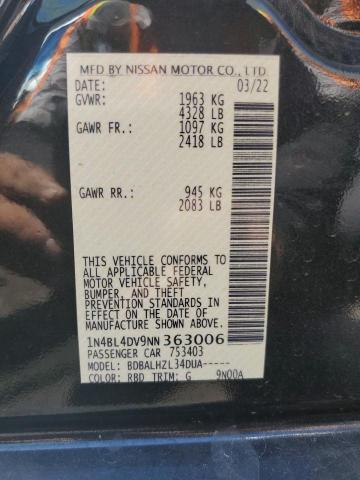 MFD BY NISSAN MOTOR CO., LTD.
DATE: 03/22
GVWR: 1963 KG
4328 LB
GAWR FR: 1097 KG
2418 LB
GAWR RR: 945 KG
2083 LB
THIS VEHICLE CONFORMS TO
ALL APPLICABLE FEDERAL
MOTOR VEHICLE SAFETY,
BUMPER, AND THEFT
PREVENTION STANDARDS IN
EFFECT ON THE DATE OF
MANUFACTURE SHOWN ABOVE.
1N4BL4DV9NN363006
PASSENGER CAR 753403
MODEL: BDBALHZL34DUA-----
COLOR: RBD TRIM: G 9N00A